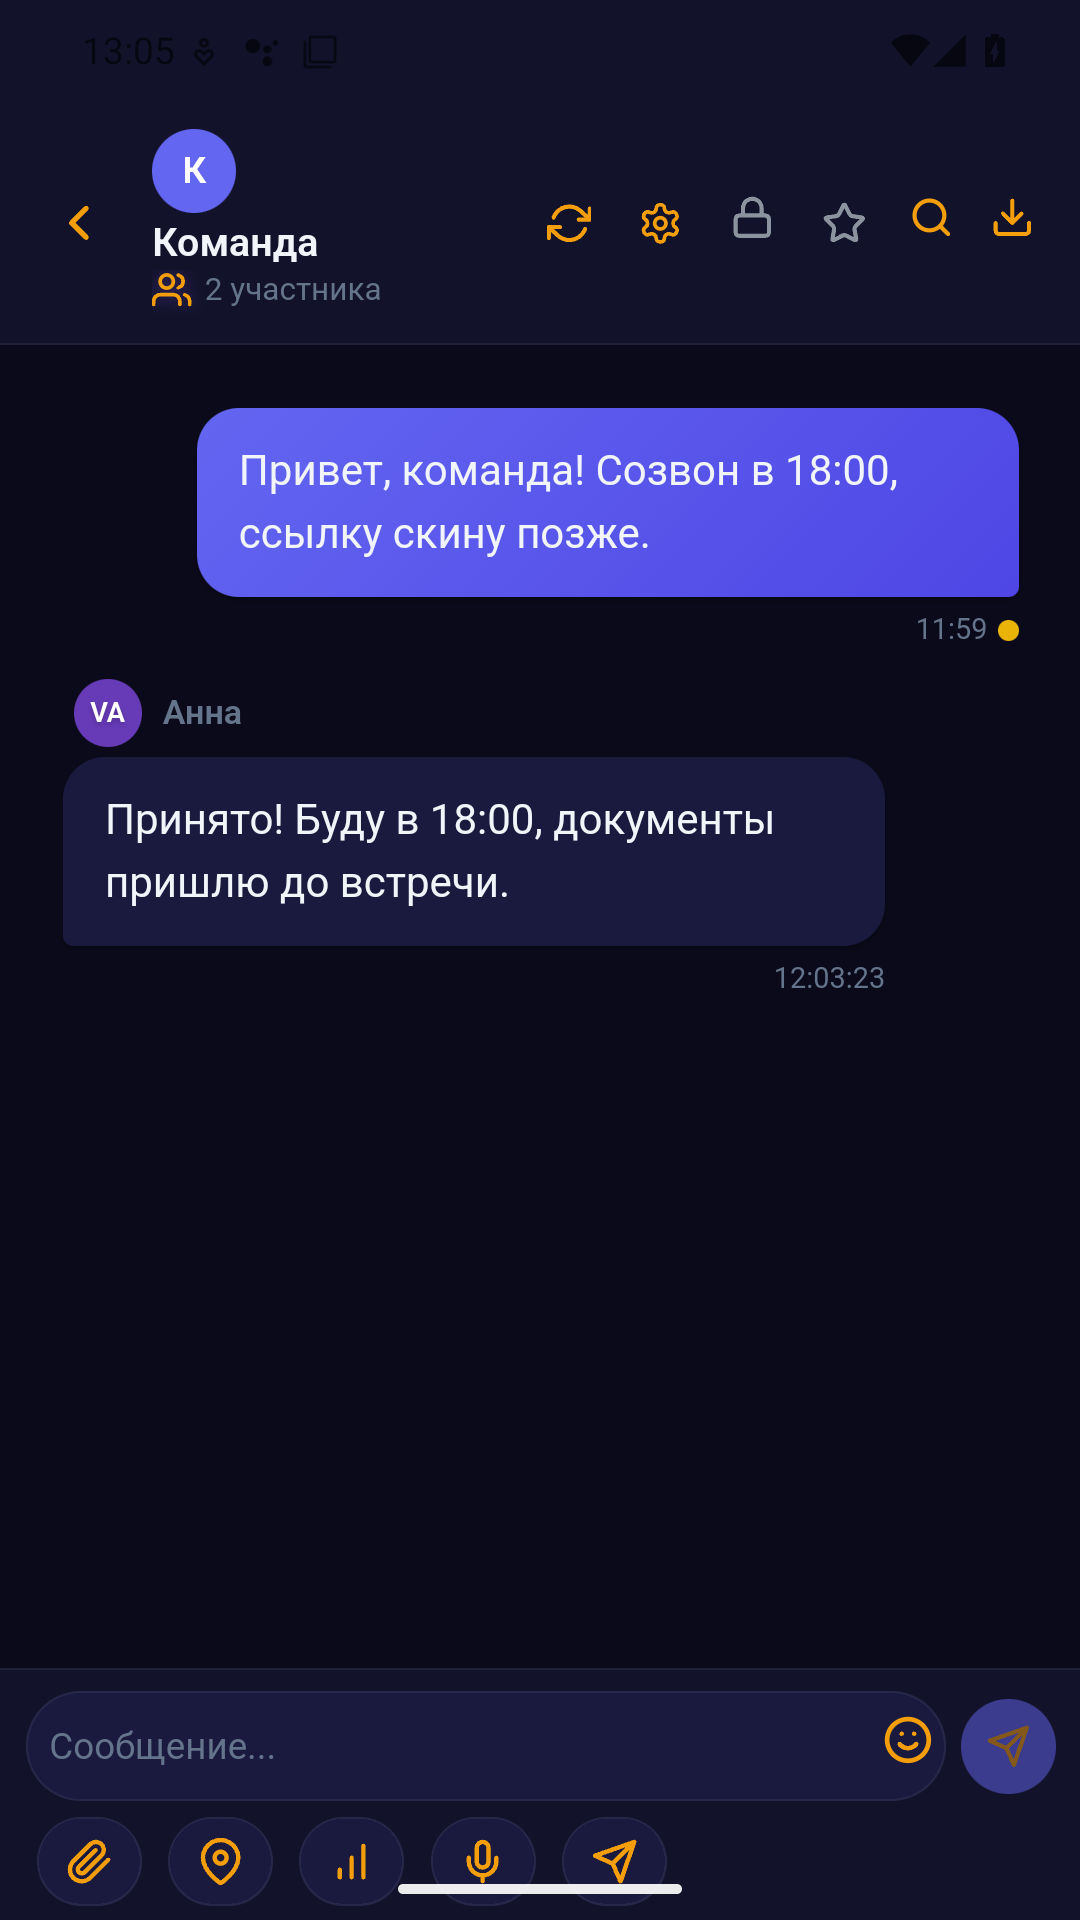 13:05
К
Команда
2 участника
Привет, команда! Созвон в 18:00,
ссылку скину позже.
11:59
VA
Анна
Принято! Буду в 18:00, документы
пришлю до встречи.
12:03:23
Сообщение...